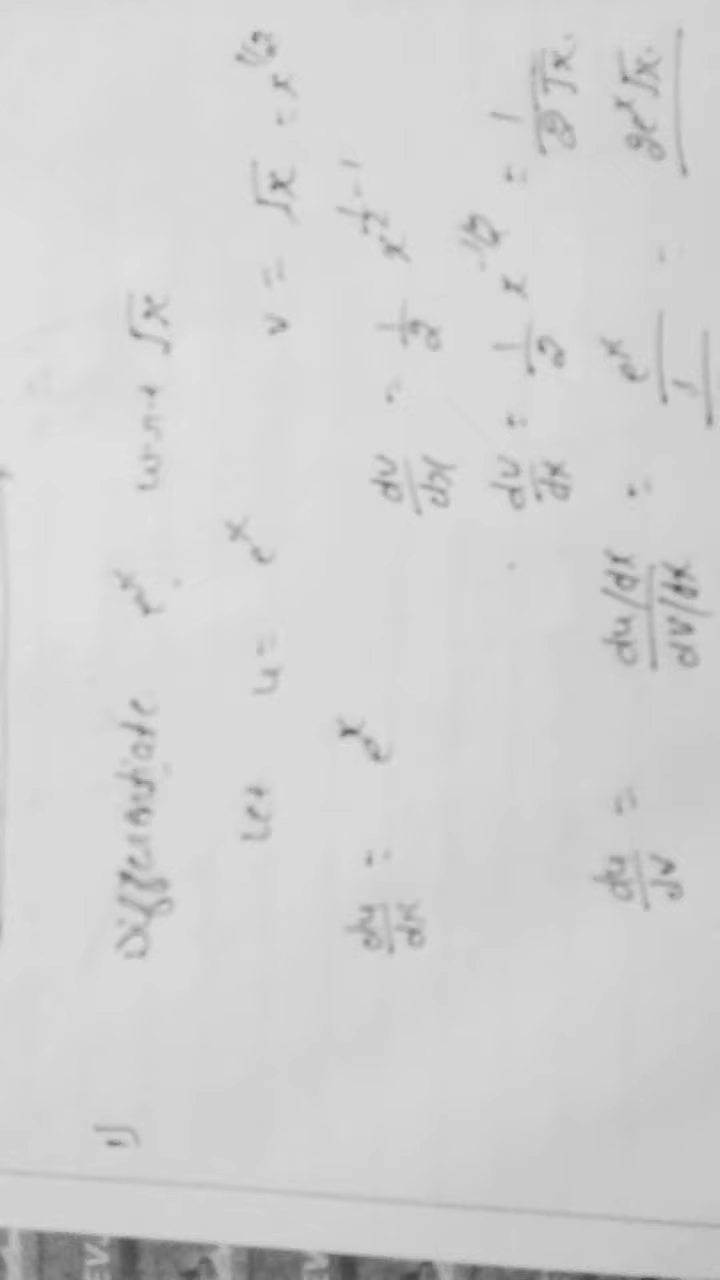 1) Differentiate e^x w.r.t √x
Let u = e^x v = √x = x^1/2
du/dx = e^x dv/dx = 1/2 x^1/2-1
dv/dx = 1/2 x^-1/2 = 1/2√x.
du/dv = du/dx / dv/dx = e^x / 1 = 2e^x √x.
EV